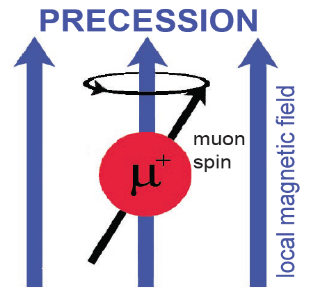 PRECESSION
muon
spin
μ+
local magnetic field